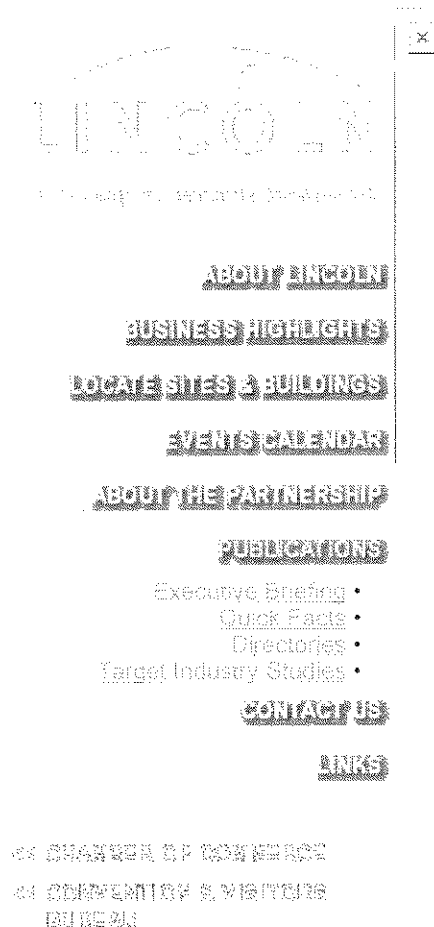 LINCOLN
ABOUT LINCOLN
BUSINESS HIGHLIGHTS
LOCATE SITES & BUILDINGS
EVENTS CALENDAR
ABOUT THE PARTNERSHIP
PUBLICATIONS
Executive Briefing •
Quick Facts •
Directories •
Target Industry Studies •
CONTACT US
LINKS
<< CHAMBER OF COMMERCE
<< CONVENTION & VISITORS
BUREAU